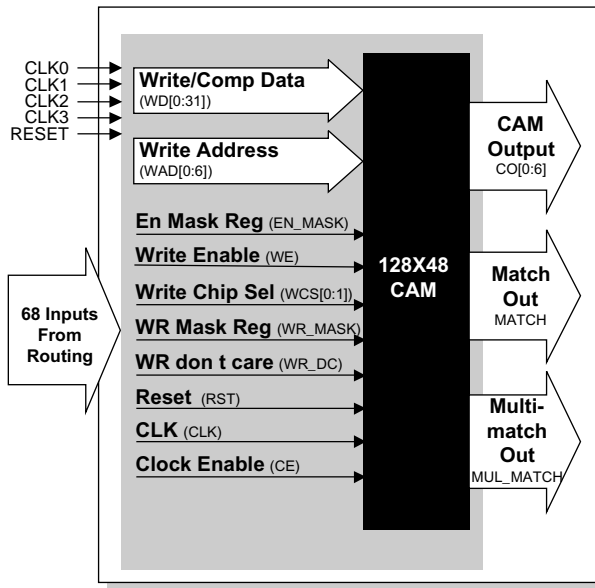 CLK0
CLK1
CLK2
CLK3
RESET
Write/Comp Data
(WD[0:31])
Write Address
(WAD[0:6])
En Mask Reg (EN_MASK)
Write Enable (WE)
Write Chip Sel (WCS[0:1])
WR Mask Reg (WR_MASK)
WR don t care (WR_DC)
Reset (RST)
CLK (CLK)
Clock Enable (CE)
68 Inputs
From
Routing
128X48
CAM
CAM
Output
CO[0:6]
Match
Out
MATCH
Multi-
match
Out
MUL_MATCH